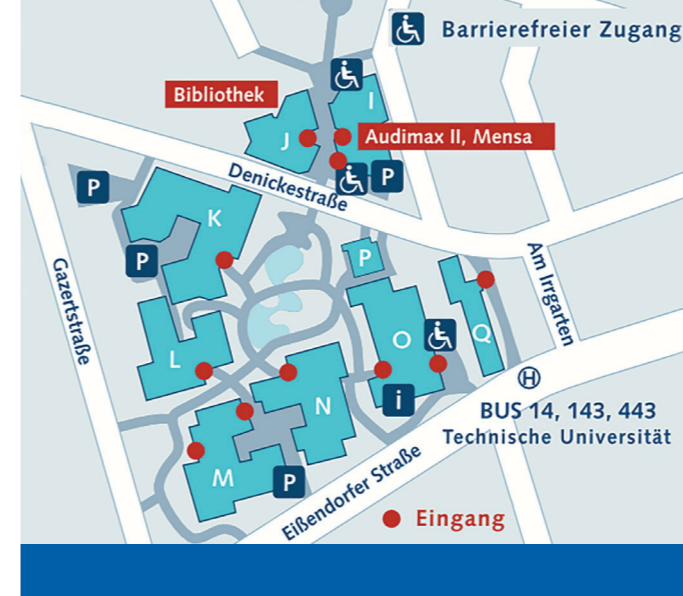 Barrierefreier Zugang
Bibliothek
I
J
Audimax II, Mensa
P
Denickestraße
P
K
P
P
Gazertstraße
Am Irrgarten
L
O
Q
H
N
i
BUS 14, 143, 443
Technische Universität
M
P
Eißendorfer Straße
Eingang